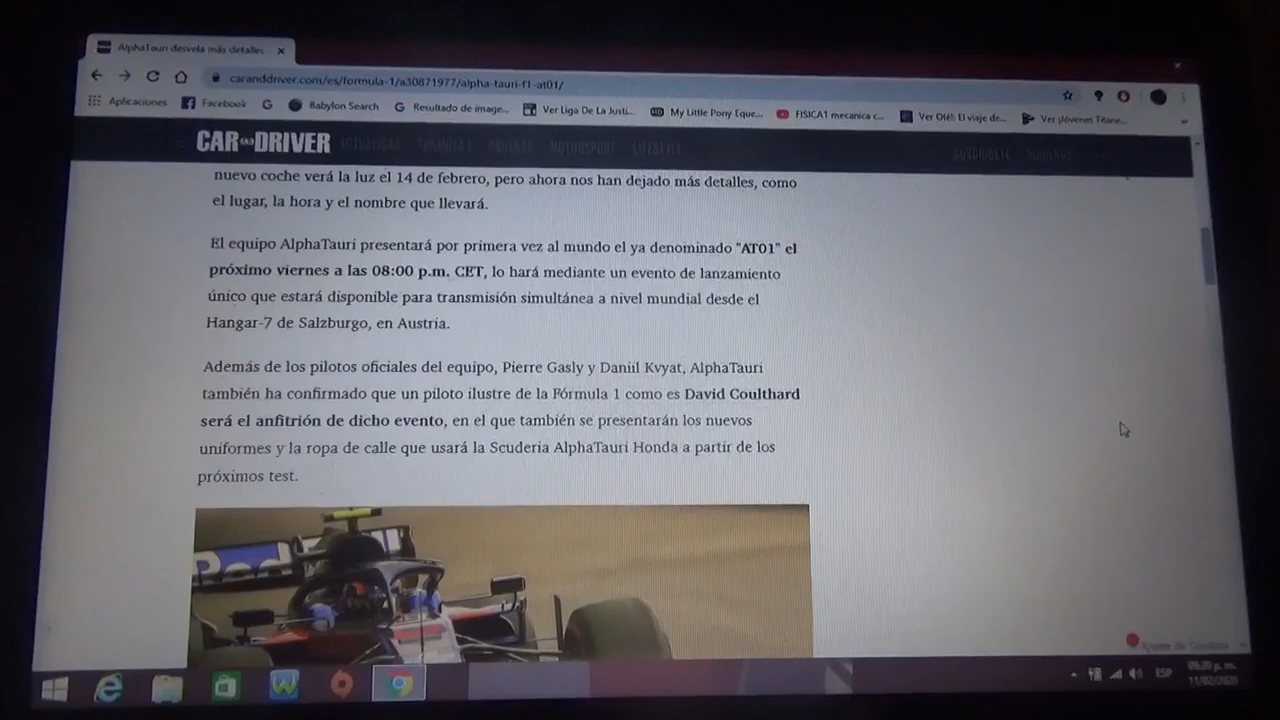 AlphaTauri desvela más detalles
caranddriver.com/es/formula-1/a30871977/alpha-tauri-f1-at01/
Aplicaciones Facebook Babylon Search Resultado de image... Ver Liga De La Justi... My Little Pony Eque... FISICA1 mecanica c... Ver ¡Jóvenes Titane...
CAR AND DRIVER
FORMULA 1 MOTORSPORT LIFESTYLE SUSCRÍBETE
nuevo coche verá la luz el 14 de febrero, pero ahora nos han dejado más detalles, como
el lugar, la hora y el nombre que llevará.
El equipo AlphaTauri presentará por primera vez al mundo el ya denominado "AT01" el
próximo viernes a las 08:00 p.m. CET, lo hará mediante un evento de lanzamiento
único que estará disponible para transmisión simultánea a nivel mundial desde el
Hangar-7 de Salzburgo, en Austria.
Además de los pilotos oficiales del equipo, Pierre Gasly y Daniil Kvyat, AlphaTauri
también ha confirmado que un piloto ilustre de la Fórmula 1 como es David Coulthard
será el anfitrión de dicho evento, en el que también se presentarán los nuevos
uniformes y la ropa de calle que usará la Scuderia AlphaTauri Honda a partir de los
próximos test.
Red
ESP
09:20 p. m.
11/02/2020